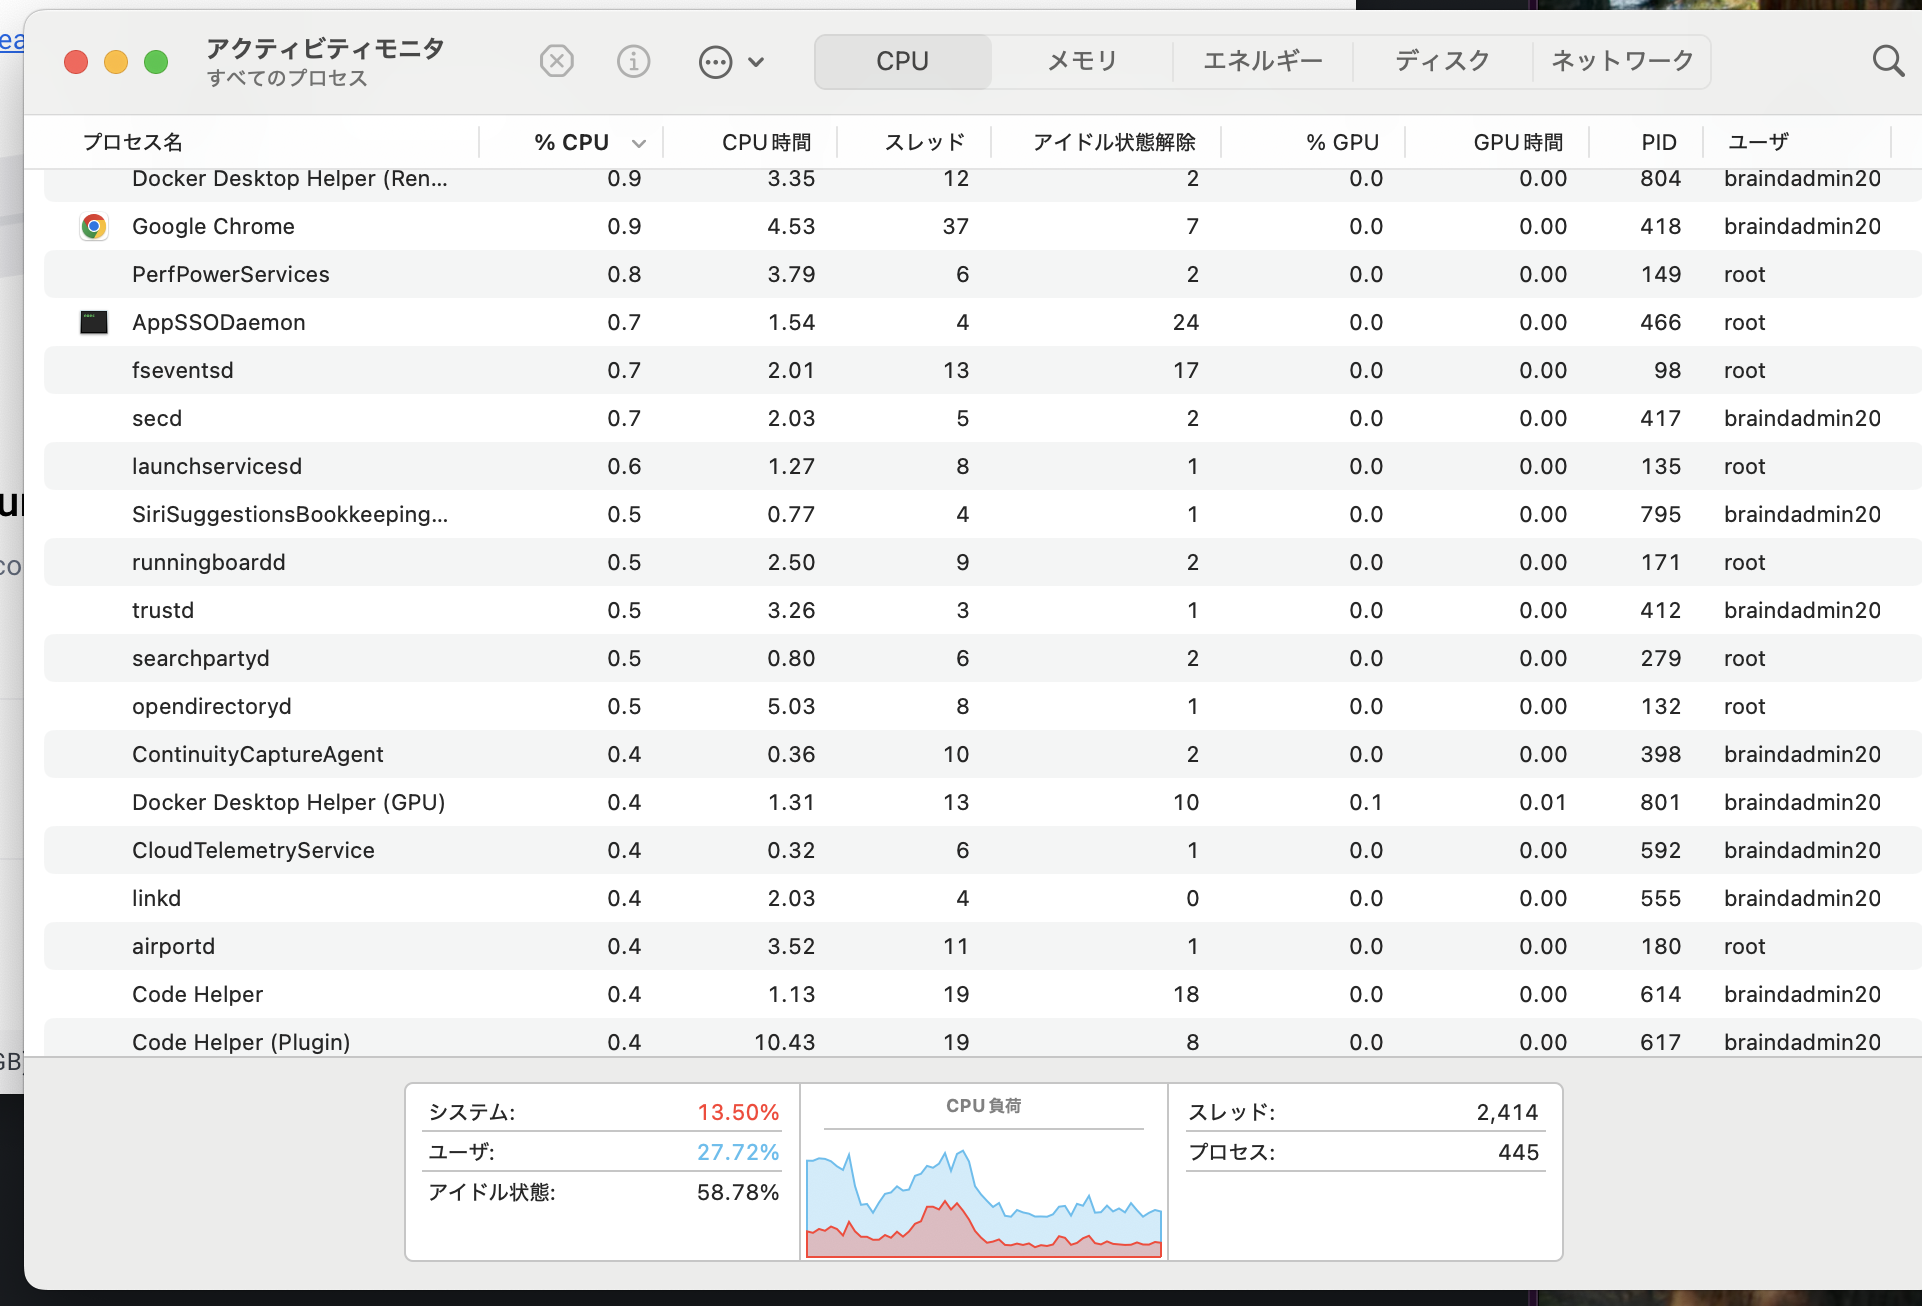 アクティビティモニタ
すべてのプロセス
CPU メモリ エネルギー ディスク ネットワーク
プロセス名 % CPU CPU時間 スレッド アイドル状態解除 % GPU GPU時間 PID ユーザ
Docker Desktop Helper (Ren... 0.9 3.35 12 2 0.0 0.00 804 braindadmin20
Google Chrome 0.9 4.53 37 7 0.0 0.00 418 braindadmin20
PerfPowerServices 0.8 3.79 6 2 0.0 0.00 149 root
AppSSODaemon 0.7 1.54 4 24 0.0 0.00 466 root
fseventsd 0.7 2.01 13 17 0.0 0.00 98 root
secd 0.7 2.03 5 2 0.0 0.00 417 braindadmin20
launchservicesd 0.6 1.27 8 1 0.0 0.00 135 root
SiriSuggestionsBookkeeping... 0.5 0.77 4 1 0.0 0.00 795 braindadmin20
runningboardd 0.5 2.50 9 2 0.0 0.00 171 root
trustd 0.5 3.26 3 1 0.0 0.00 412 braindadmin20
searchpartyd 0.5 0.80 6 2 0.0 0.00 279 root
opendirectoryd 0.5 5.03 8 1 0.0 0.00 132 root
ContinuityCaptureAgent 0.4 0.36 10 2 0.0 0.00 398 braindadmin20
Docker Desktop Helper (GPU) 0.4 1.31 13 10 0.1 0.01 801 braindadmin20
CloudTelemetryService 0.4 0.32 6 1 0.0 0.00 592 braindadmin20
linkd 0.4 2.03 4 0 0.0 0.00 555 braindadmin20
airportd 0.4 3.52 11 1 0.0 0.00 180 root
Code Helper 0.4 1.13 19 18 0.0 0.00 614 braindadmin20
Code Helper (Plugin) 0.4 10.43 19 8 0.0 0.00 617 braindadmin20
システム: 13.50%
ユーザ: 27.72%
アイドル状態: 58.78%
CPU負荷
スレッド: 2,414
プロセス: 445